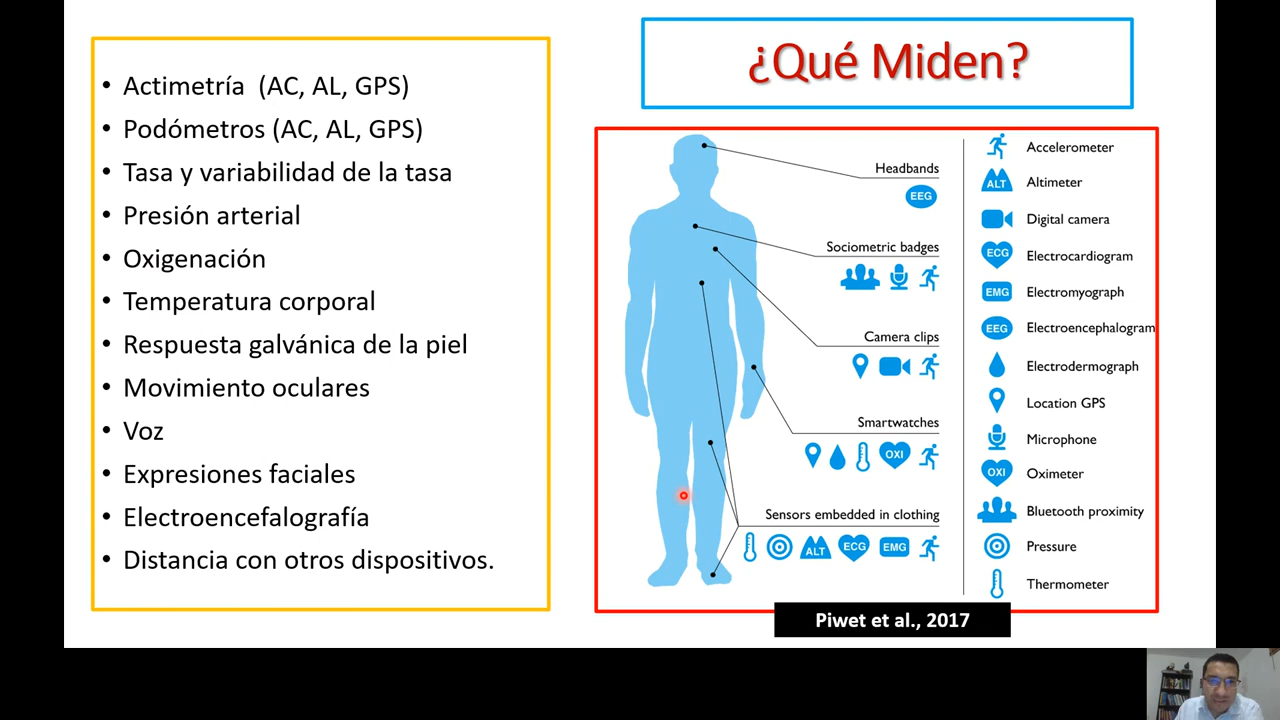 ¿Qué Miden?
• Actimetría (AC, AL, GPS)
• Podómetros (AC, AL, GPS)
• Tasa y variabilidad de la tasa
• Presión arterial
• Oxigenación
• Temperatura corporal
• Respuesta galvánica de la piel
• Movimiento oculares
• Voz
• Expresiones faciales
• Electroencefalografía
• Distancia con otros dispositivos.
Headbands
EEG
Sociometric badges
Camera clips
Smartwatches
OXI
Sensors embedded in clothing
ALT ECG EMG
Accelerometer
ALT Altimeter
Digital camera
ECG Electrocardiogram
EMG Electromyograph
EEG Electroencephalogram
Electrodermograph
Location GPS
Microphone
OXI Oximeter
Bluetooth proximity
Pressure
Thermometer
Piwet et al., 2017